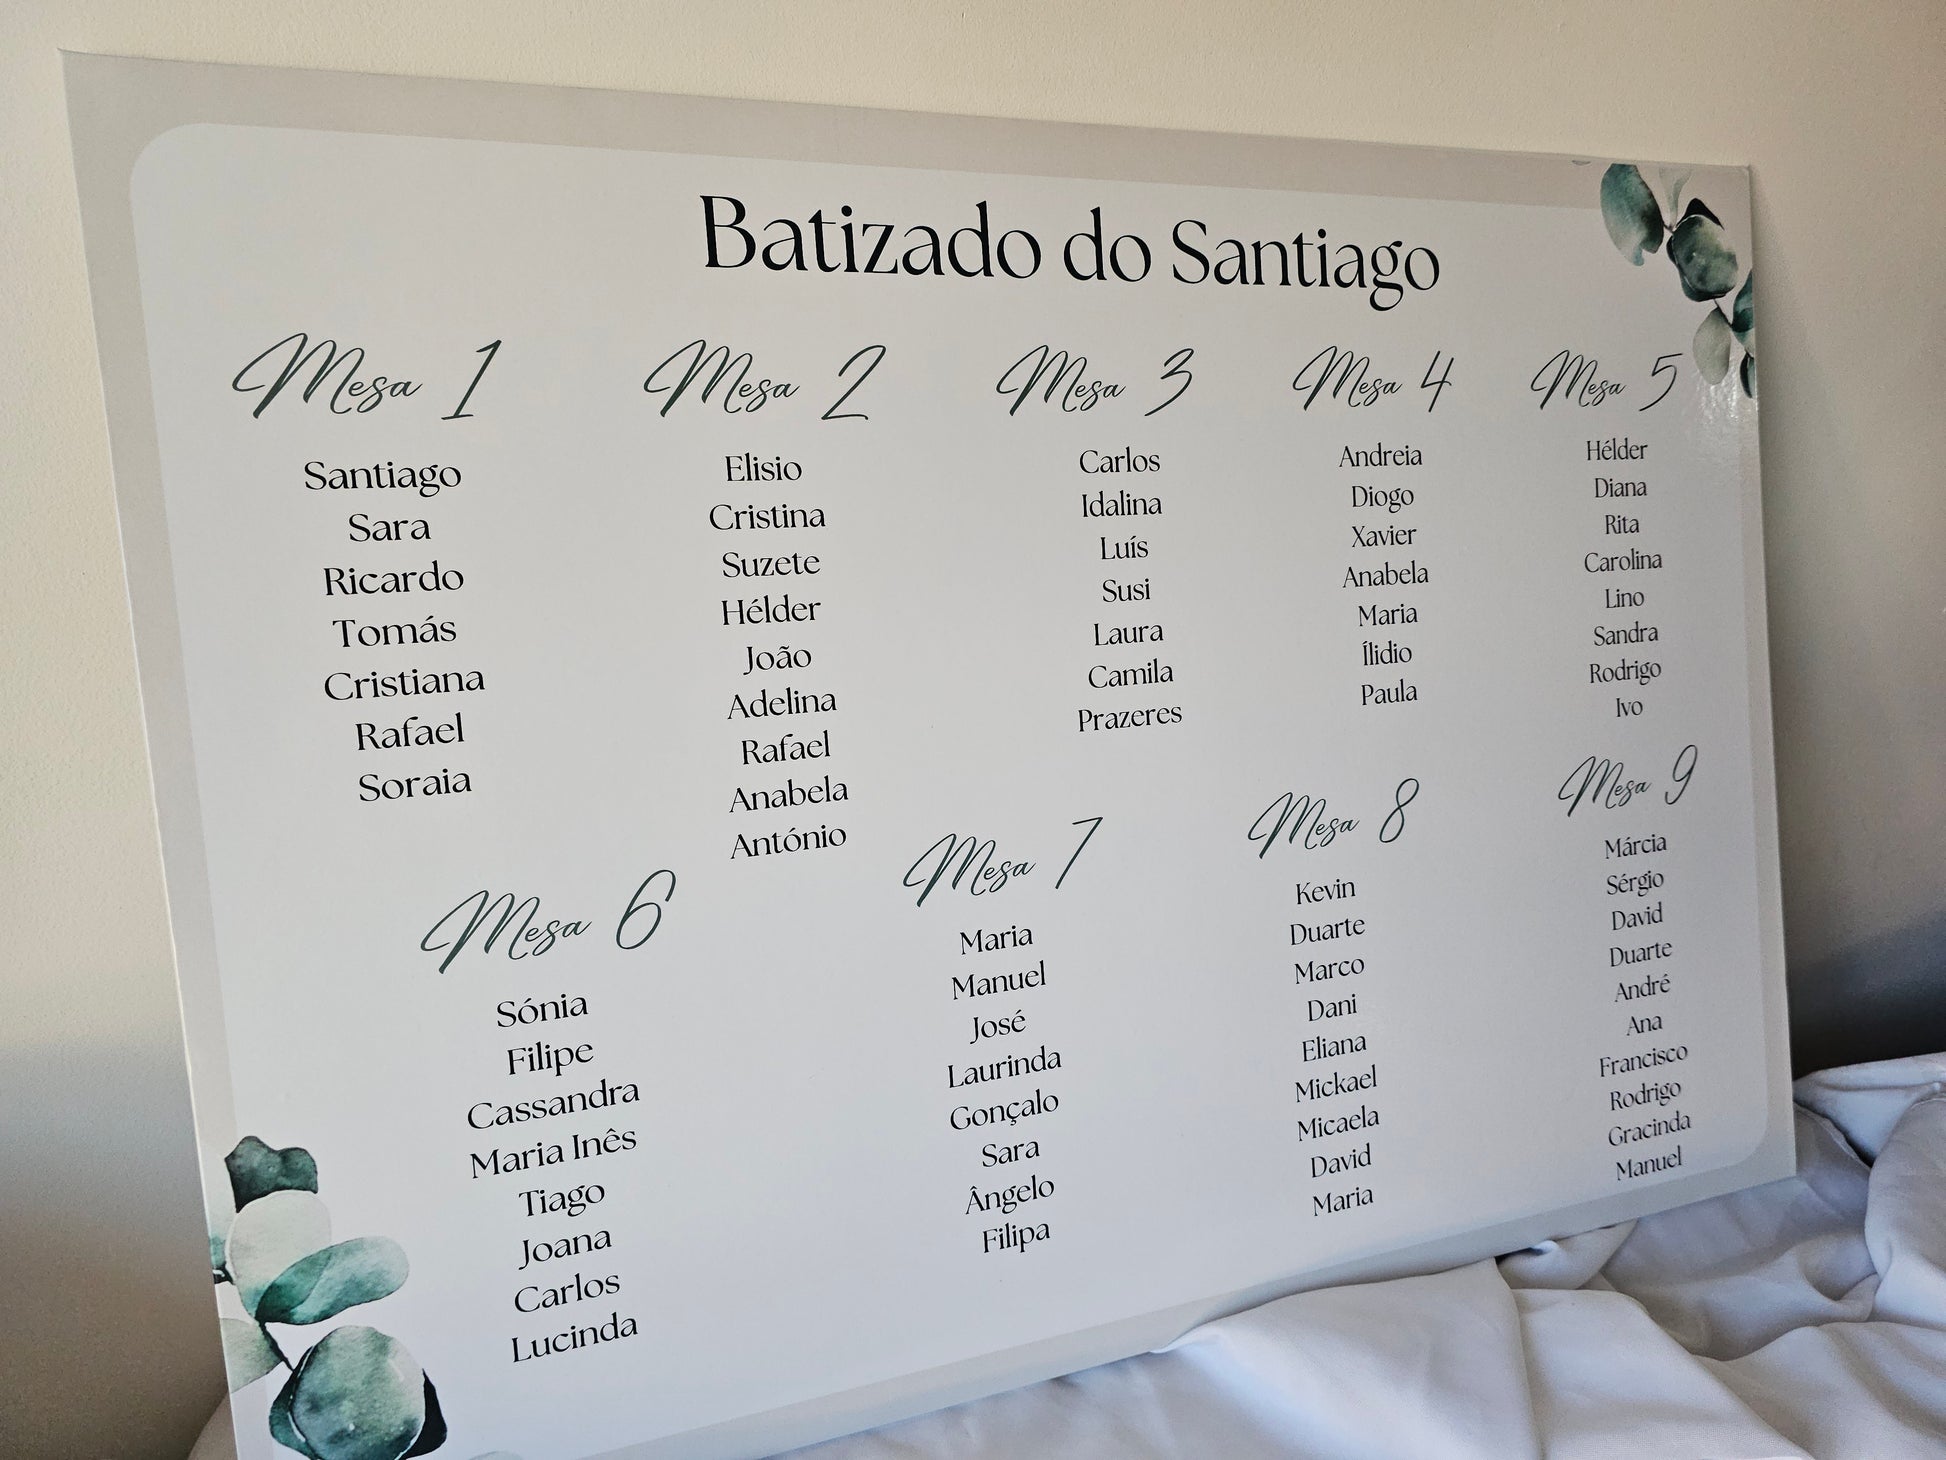 Batizado do Santiago
Mesa 1
Santiago
Sara
Ricardo
Tomás
Cristiana
Rafael
Soraia
Mesa 2
Elisio
Cristina
Suzete
Hélder
João
Adelina
Rafael
Anabela
António
Mesa 3
Carlos
Idalina
Luís
Susi
Laura
Camila
Prazeres
Mesa 4
Andreia
Diogo
Xavier
Anabela
Maria
Ílidio
Paula
Mesa 5
Hélder
Diana
Rita
Carolina
Lino
Sandra
Rodrigo
Ivo
Mesa 6
Sónia
Filipe
Cassandra
Maria Inês
Tiago
Joana
Carlos
Lucinda
Mesa 7
Maria
Manuel
José
Laurinda
Gonçalo
Sara
Ângelo
Filipa
Mesa 8
Kevin
Duarte
Marco
Dani
Eliana
Mickael
Micaela
David
Maria
Mesa 9
Márcia
Sérgio
David
Duarte
André
Ana
Francisco
Rodrigo
Gracinda
Manuel